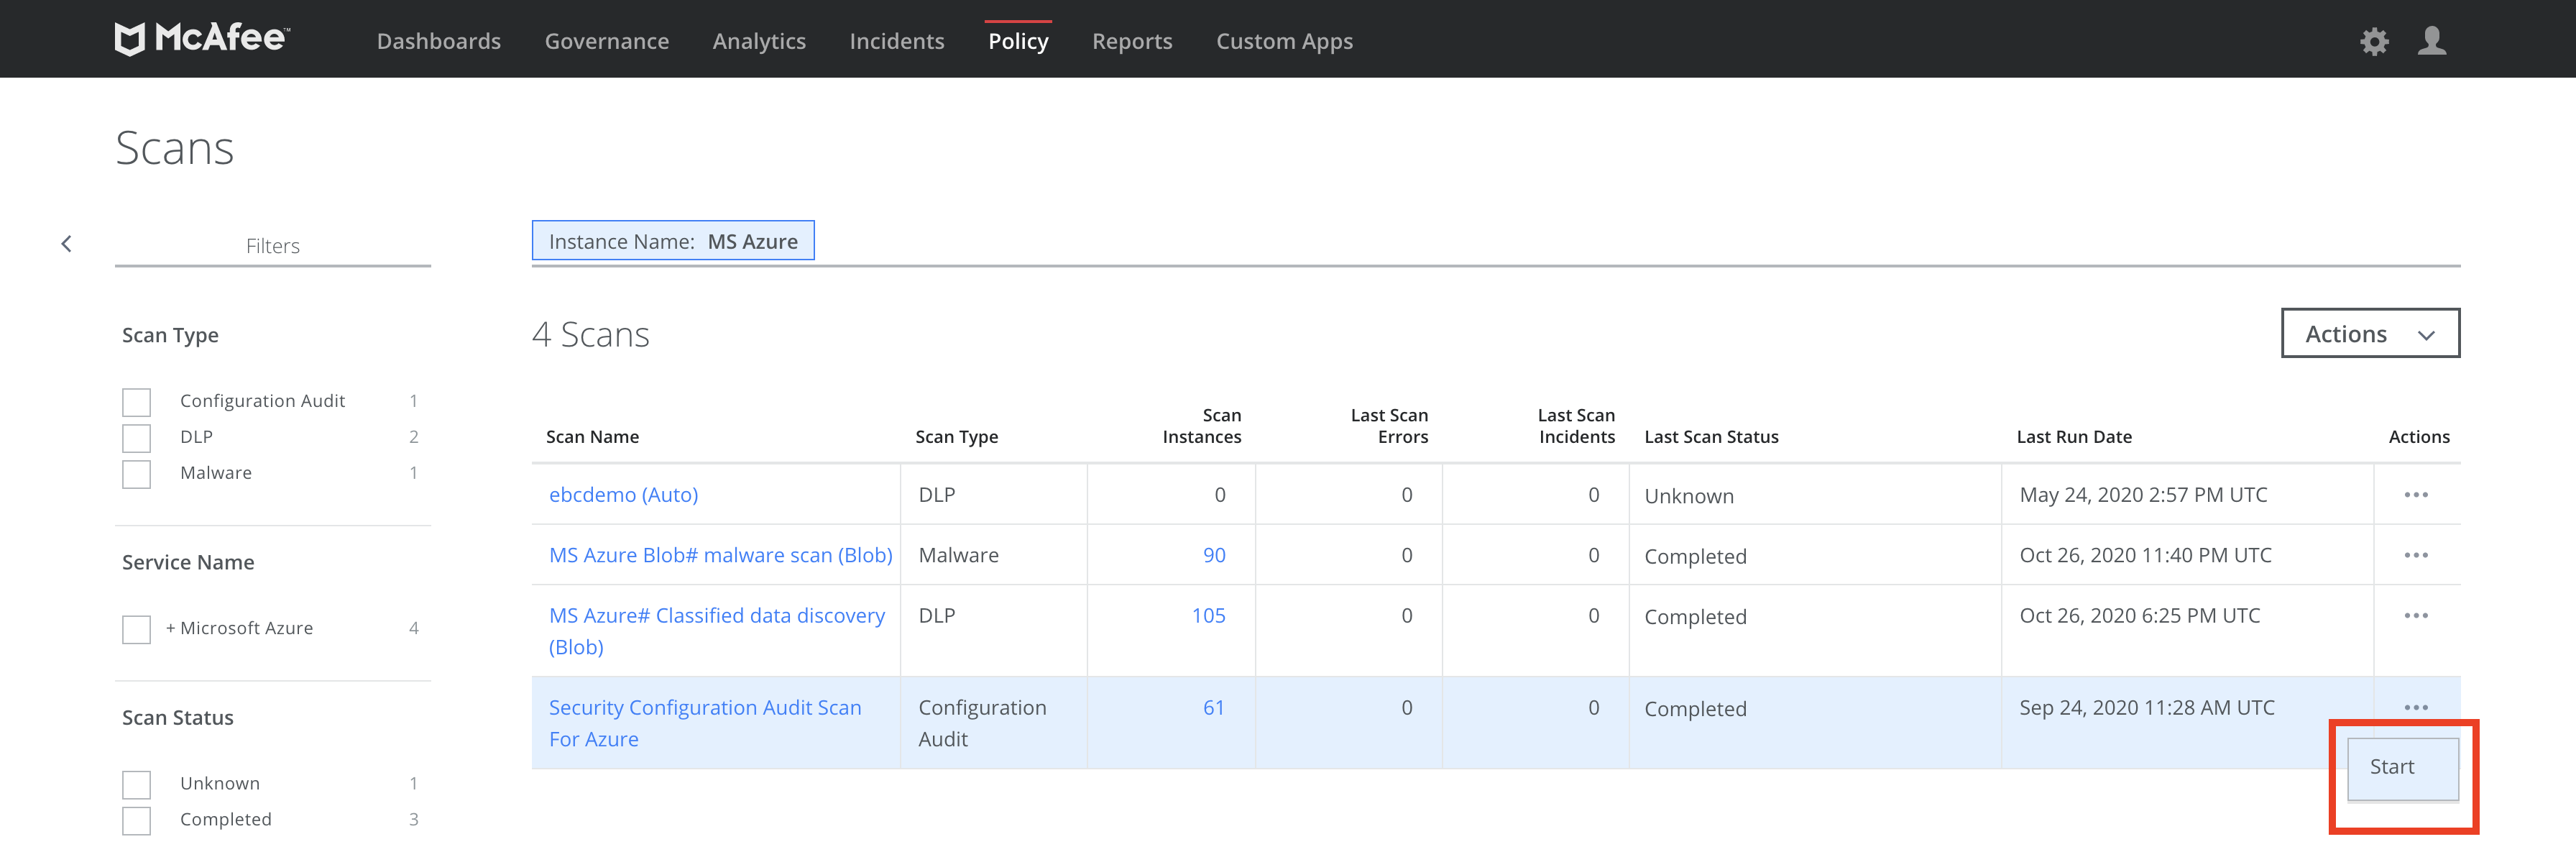 McAfee™
Dashboards Governance Analytics Incidents Policy Reports Custom Apps
Scans
Filters
Instance Name: MS Azure
Scan Type
Configuration Audit 1
DLP 2
Malware 1
Service Name
+ Microsoft Azure 4
Scan Status
Unknown 1
Completed 3
4 Scans
Actions
Scan Name Scan Type Scan Instances Last Scan Errors Last Scan Incidents Last Scan Status Last Run Date Actions
ebcdemo (Auto) DLP 0 0 0 Unknown May 24, 2020 2:57 PM UTC •••
MS Azure Blob# malware scan (Blob) Malware 90 0 0 Completed Oct 26, 2020 11:40 PM UTC •••
MS Azure# Classified data discovery (Blob) DLP 105 0 0 Completed Oct 26, 2020 6:25 PM UTC •••
Security Configuration Audit Scan For Azure Configuration Audit 61 0 0 Completed Sep 24, 2020 11:28 AM UTC •••
Start